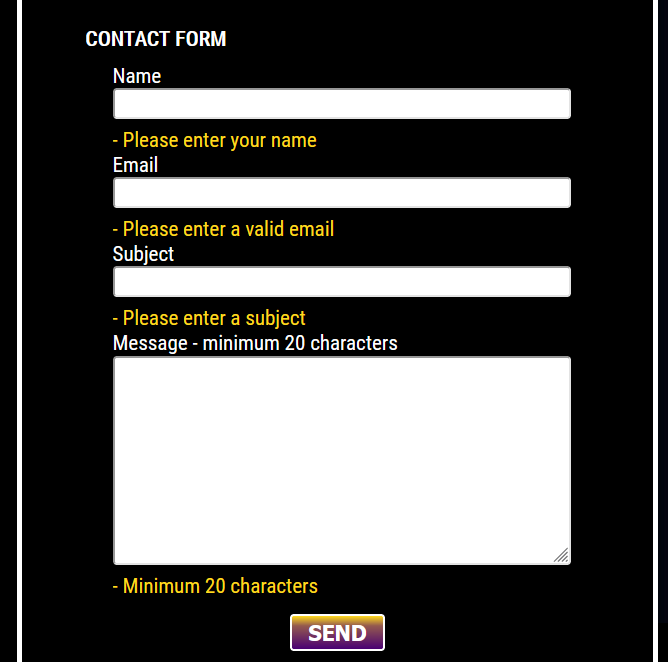 CONTACT FORM
Name
- Please enter your name
Email
- Please enter a valid email
Subject
- Please enter a subject
Message - minimum 20 characters
- Minimum 20 characters
SEND